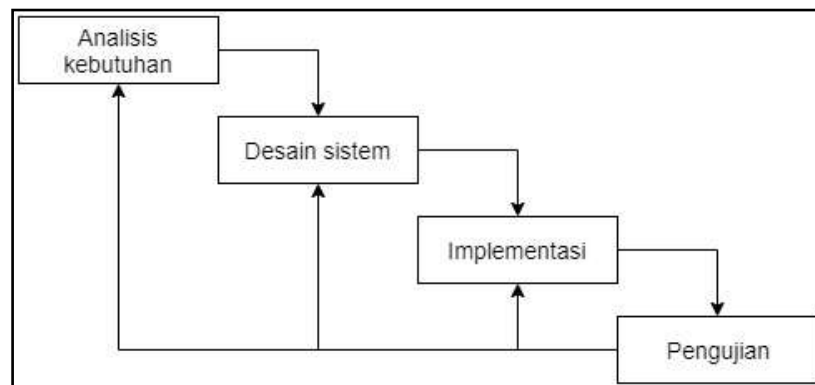 Analisis
kebutuhan
Desain sistem
Implementasi
Pengujian